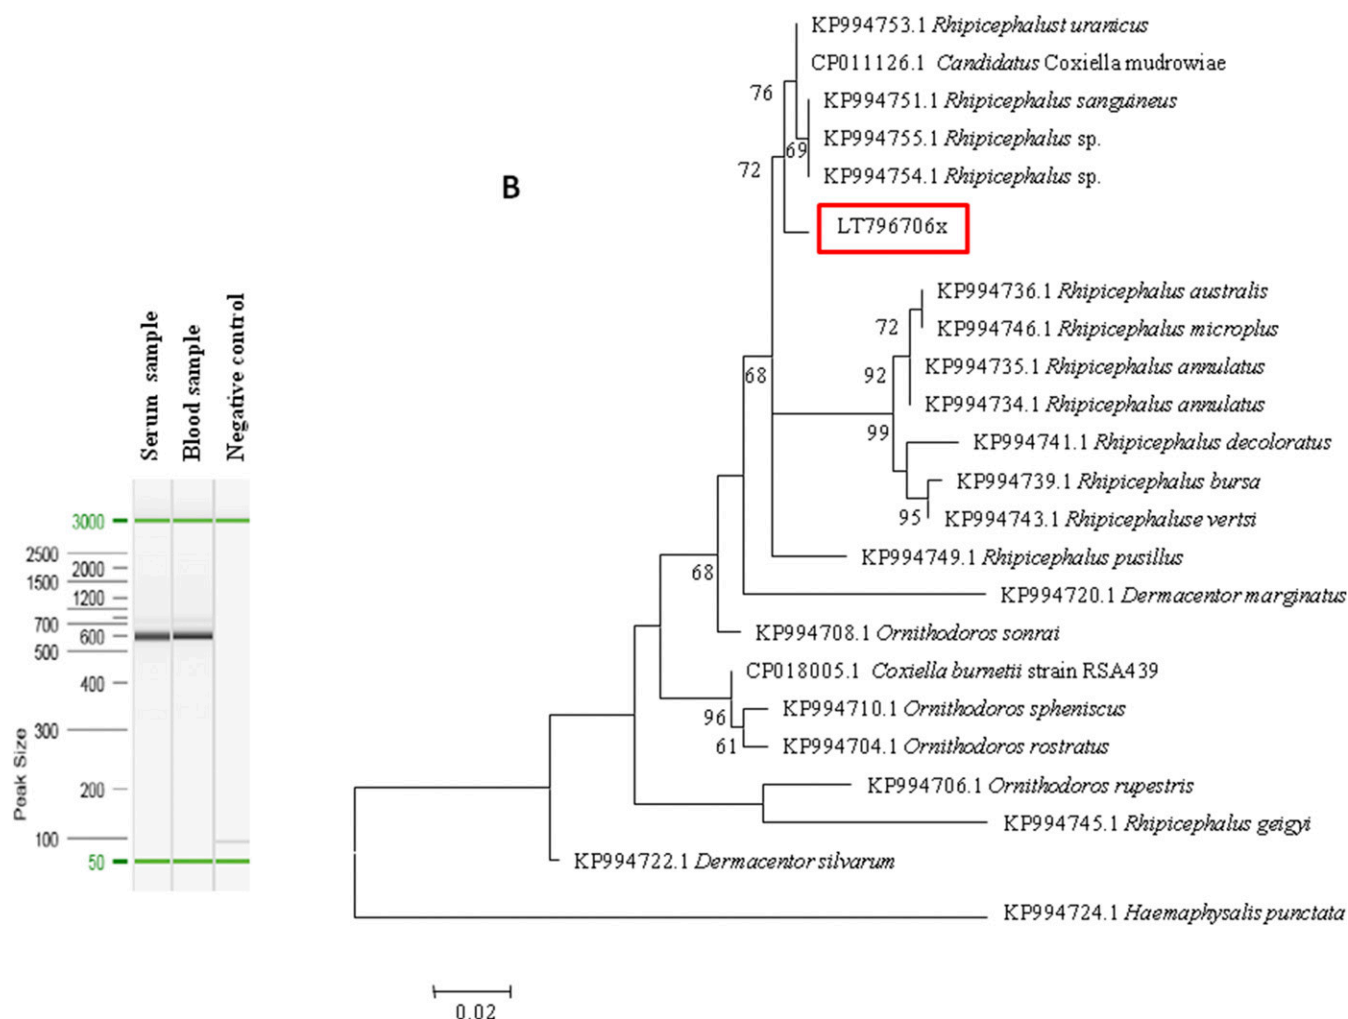 Serum sample
Blood sample
Negative control
3000
2500
2000
1500
1200
700
600
500
400
300
200
100
50
Peak Size
B
KP994753.1 Rhipicephalust uranicus
CP011126.1 Candidatus Coxiella mudrowiae
76
KP994751.1 Rhipicephalus sanguineus
KP994755.1 Rhipicephalus sp.
69
72
KP994754.1 Rhipicephalus sp.
LT796706x
KP994736.1 Rhipicephalus australis
72
KP994746.1 Rhipicephalus microplus
KP994735.1 Rhipicephalus annulatus
68
92
KP994734.1 Rhipicephalus annulatus
99
KP994741.1 Rhipicephalus decoloratus
KP994739.1 Rhipicephalus bursa
95
KP994743.1 Rhipicephaluse vertsi
KP994749.1 Rhipicephalus pusillus
68
KP994720.1 Dermacentor marginatus
KP994708.1 Ornithodoros sonrai
CP018005.1 Coxiella burnetii strain RSA439
KP994710.1 Ornithodoros spheniscus
96
61
KP994704.1 Ornithodoros rostratus
KP994706.1 Ornithodoros rupestris
KP994745.1 Rhipicephalus geigyi
KP994722.1 Dermacentor silvarum
KP994724.1 Haemaphysalis punctata
0.02